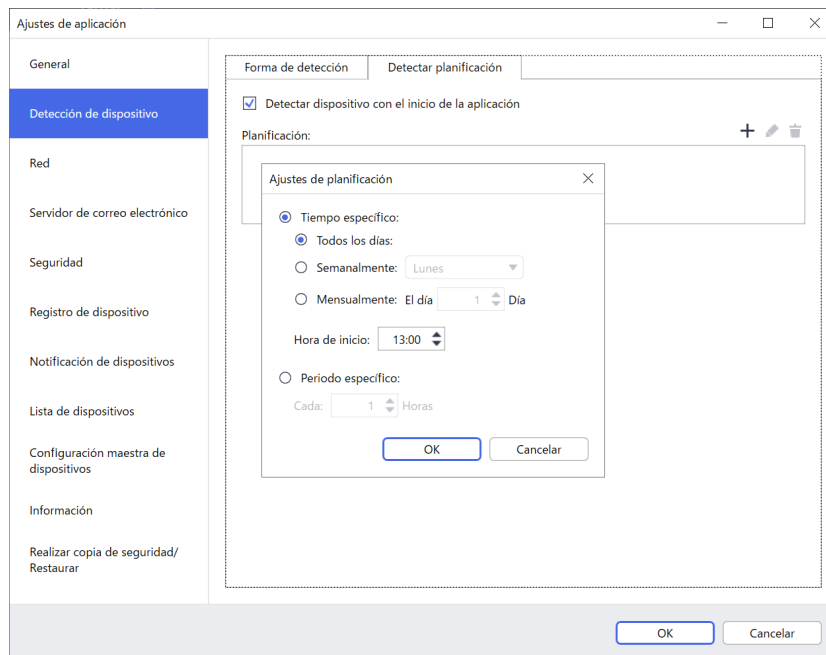 Ajustes de aplicación
General
Detección de dispositivo
Red
Servidor de correo electrónico
Seguridad
Registro de dispositivo
Notificación de dispositivos
Lista de dispositivos
Configuración maestra de
dispositivos
Información
Realizar copia de seguridad/
Restaurar
Forma de detección
Detectar planificación
Detectar dispositivo con el inicio de la aplicación
Planificación:
Ajustes de planificación
Tiempo específico:
Todos los días:
Semanalmente: Lunes
Mensualmente: El día 1 Día
Hora de inicio: 13:00
Periodo específico:
Cada: 1 Horas
OK Cancelar
OK Cancelar